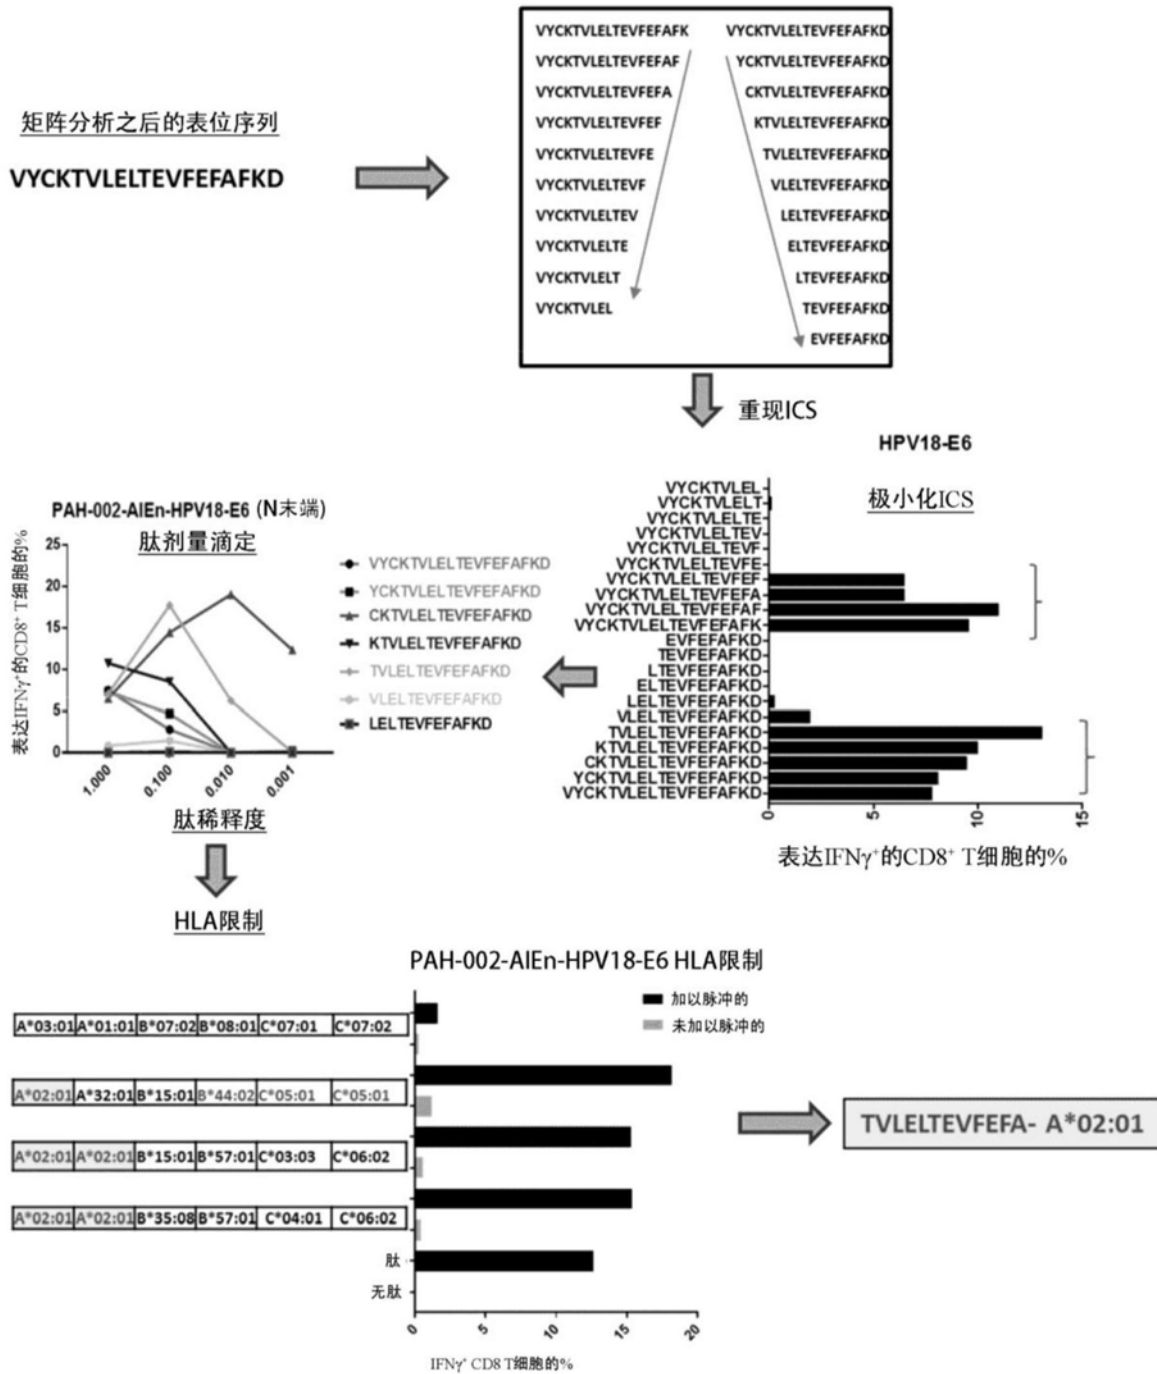 矩阵分析之后的表位序列
VYCKTVLELTEVFEFAFKD
VYCKTVLELTEVFEFAFK VYCKTVLELTEVFEFAFKD
VYCKTVLELTEVFEFAF YCKTVLELTEVFEFAFKD
VYCKTVLELTEVFEFA CKTVLELTEVFEFAFKD
VYCKTVLELTEVFEF KTVLELTEVFEFAFKD
VYCKTVLELTEVFE TVLELTEVFEFAFKD
VYCKTVLELTEVF VLELTEVFEFAFKD
VYCKTVLELTEV LELTEVFEFAFKD
VYCKTVLELTE ELTEVFEFAFKD
VYCKTVLELT LTEVFEFAFKD
VYCKTVLEL TEVFEFAFKD
EVFEFAFKD
重现ICS
HPV18-E6
极小化ICS
VYCKTVLEL
VYCKTVLELT
VYCKTVLELTE
VYCKTVLELTEV
VYCKTVLELTEVF
VYCKTVLELTEVFE
VYCKTVLELTEVFEF
VYCKTVLELTEVFEFA
VYCKTVLELTEVFEFAF
VYCKTVLELTEVFEFAFK
EVFEFAFKD
TEVFEFAFKD
LTEVFEFAFKD
ELTEVFEFAFKD
LELTEVFEFAFKD
VLELTEVFEFAFKD
TVLELTEVFEFAFKD
KTVLELTEVFEFAFKD
CKTVLELTEVFEFAFKD
YCKTVLELTEVFEFAFKD
VYCKTVLELTEVFEFAFKD
0 5 10 15
表达IFNγ⁺的CD8⁺ T细胞的%
PAH-002-AIEn-HPV18-E6 (N末端)
肽剂量滴定
表达IFNγ⁺的CD8⁺ T细胞的%
25
20
15
10
5
0
1.000 0.100 0.010 0.001
肽稀释度
VYCKTVLELTEVFEFAFKD
YCKTVLELTEVFEFAFKD
CKTVLELTEVFEFAFKD
KTVLELTEVFEFAFKD
TVLELTEVFEFAFKD
VLELTEVFEFAFKD
LELTEVFEFAFKD
HLA限制
PAH-002-AIEn-HPV18-E6 HLA限制
加以脉冲的
未加以脉冲的
A*03:01 A*01:01 B*07:02 B*08:01 C*07:01 C*07:02
A*02:01 A*32:01 B*15:01 B*44:02 C*05:01 C*05:01
A*02:01 A*02:01 B*15:01 B*57:01 C*03:03 C*06:02
A*02:01 A*02:01 B*35:08 B*57:01 C*04:01 C*06:02
肽
无肽
0 5 10 15 20
IFNγ⁺ CD8 T细胞的%
TVLELTEVFEFA- A*02:01